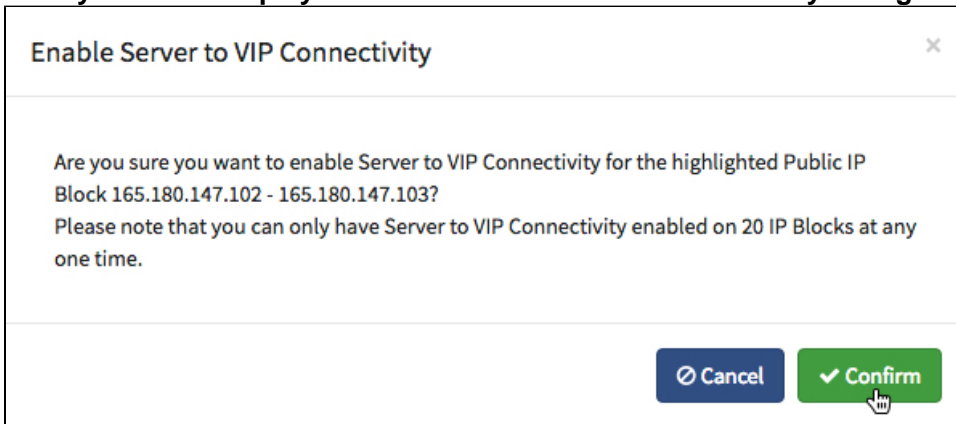 Enable Server to VIP Connectivity
×
Are you sure you want to enable Server to VIP Connectivity for the highlighted Public IP
Block 165.180.147.102 - 165.180.147.103?
Please note that you can only have Server to VIP Connectivity enabled on 20 IP Blocks at any
one time.
Cancel
Confirm